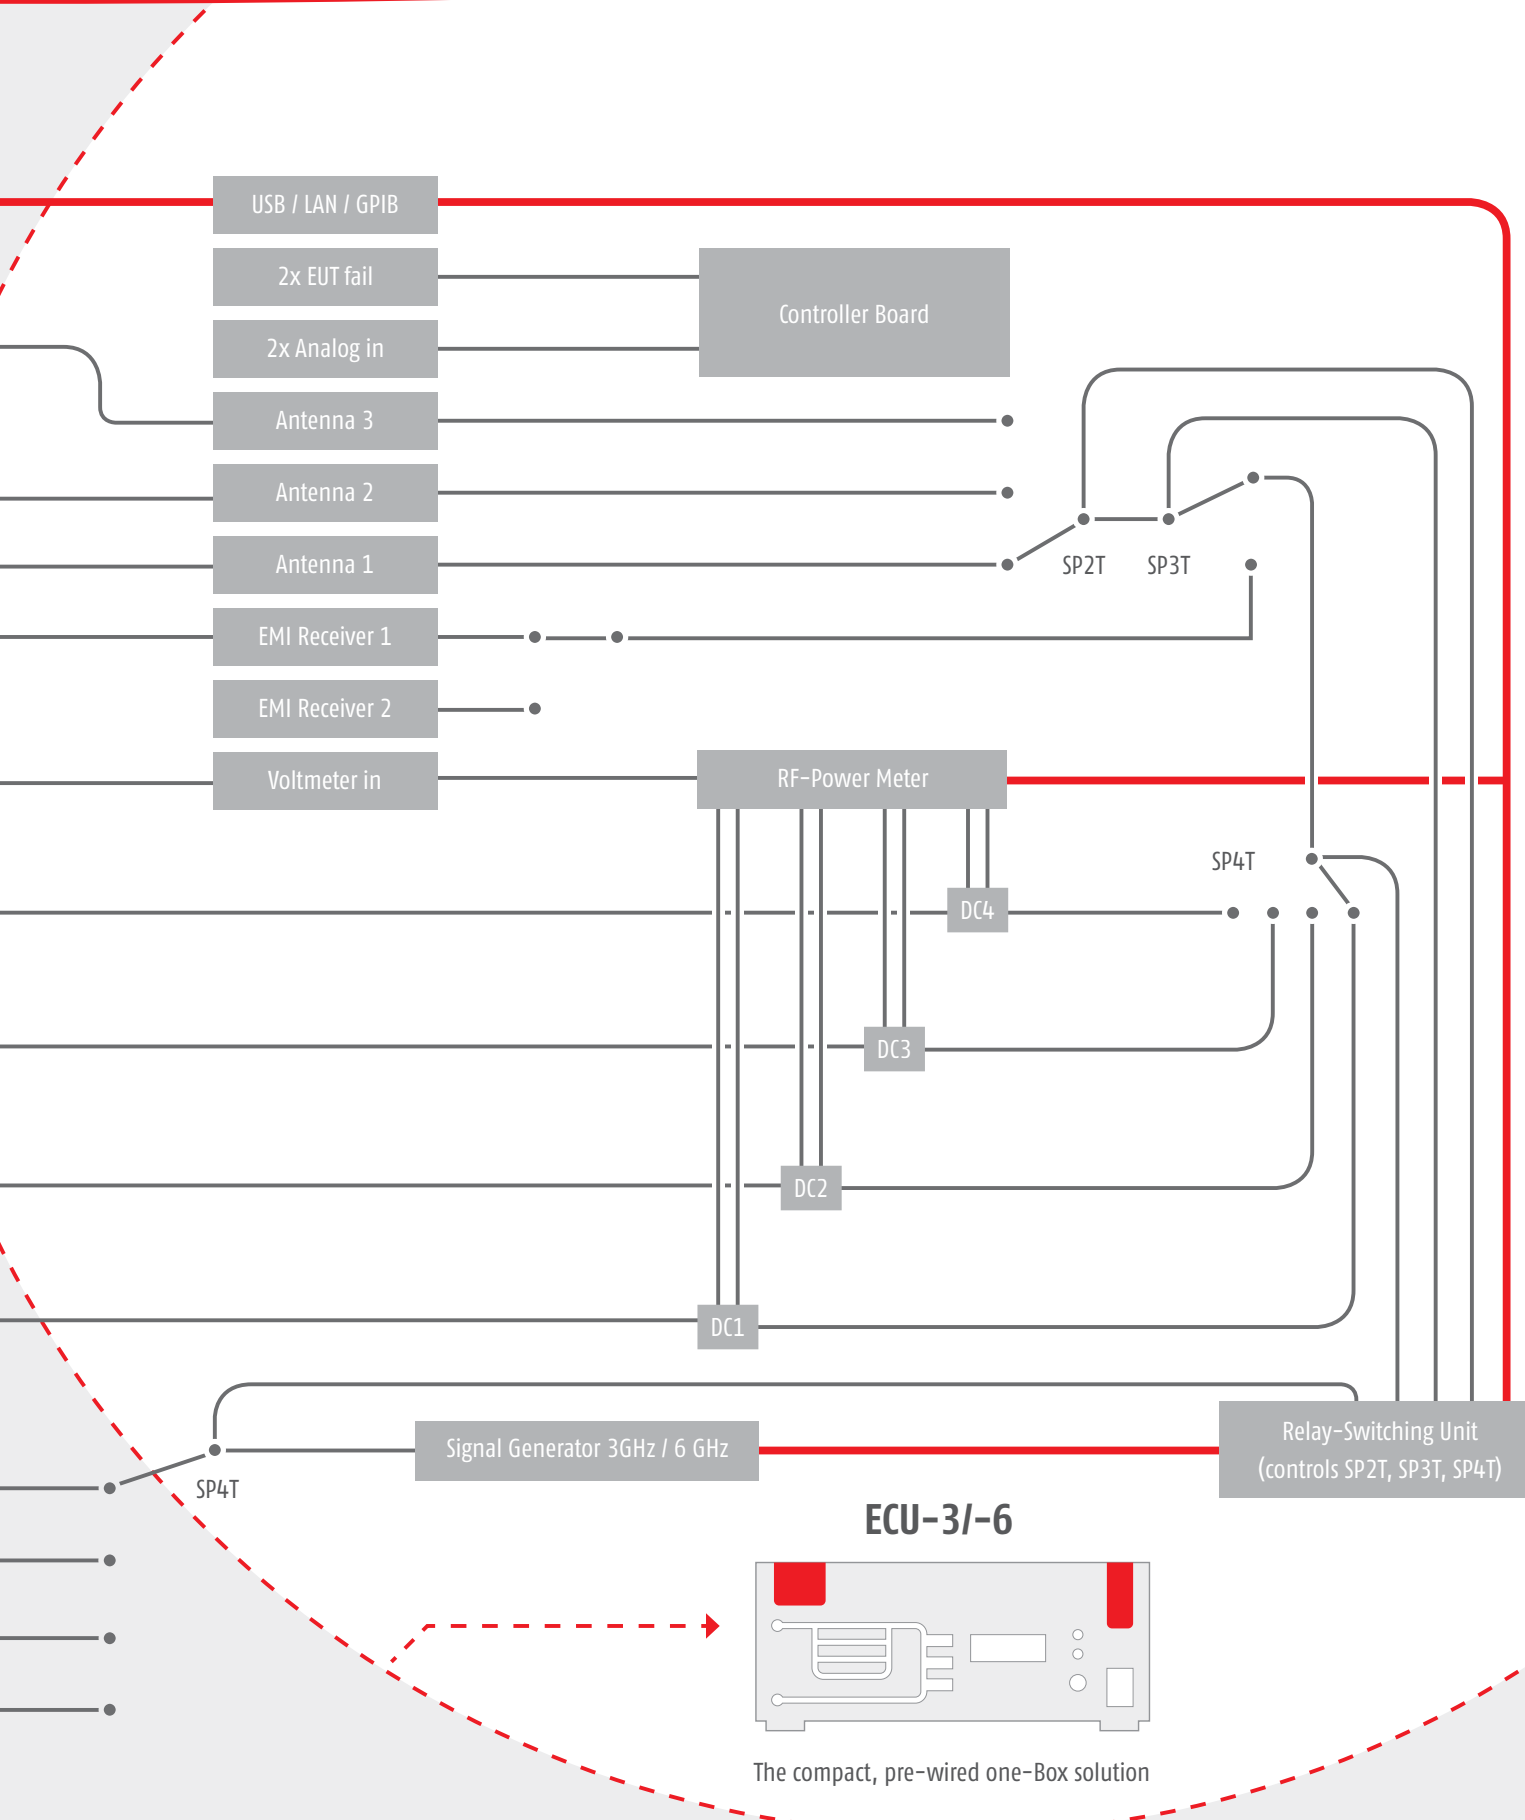 USB / LAN / GPIB
2x EUT fail
Controller Board
2x Analog in
Antenna 3
Antenna 2
Antenna 1
SP2T
SP3T
EMI Receiver 1
EMI Receiver 2
Voltmeter in
RF-Power Meter
SP4T
DC4
DC3
DC2
DC1
Signal Generator 3GHz / 6 GHz
Relay-Switching Unit
(controls SP2T, SP3T, SP4T)
SP4T
ECU-3/-6
The compact, pre-wired one-Box solution